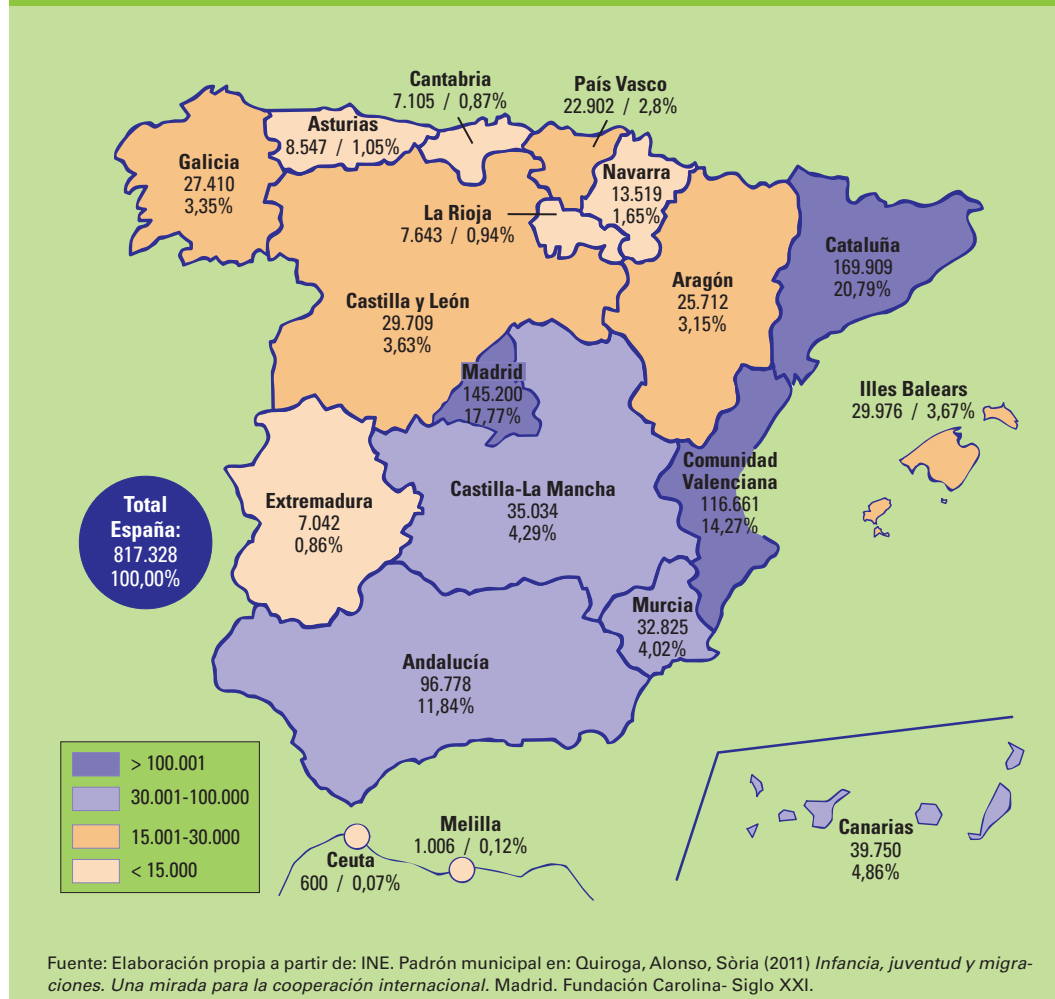 Cantabria
7.105 / 0,87%
País Vasco
22.902 / 2,8%
Asturias
8.547 / 1,05%
Galicia
27.410
3,35%
Navarra
13.519
1,65%
La Rioja
7.643 / 0,94%
Cataluña
169.909
20,79%
Aragón
25.712
3,15%
Castilla y León
29.709
3,63%
Madrid
145.200
17,77%
Illes Balears
29.976 / 3,67%
Comunidad
Valenciana
116.661
14,27%
Castilla-La Mancha
35.034
4,29%
Extremadura
7.042
0,86%
Total
España:
817.328
100,00%
Murcia
32.825
4,02%
Andalucía
96.778
11,84%
> 100.001
30.001-100.000
15.001-30.000
< 15.000
Melilla
1.006 / 0,12%
Ceuta
600 / 0,07%
Canarias
39.750
4,86%
Fuente: Elaboración propia a partir de: INE. Padrón municipal en: Quiroga, Alonso, Sòria (2011) Infancia, juventud y migra-
ciones. Una mirada para la cooperación internacional. Madrid. Fundación Carolina- Siglo XXI.